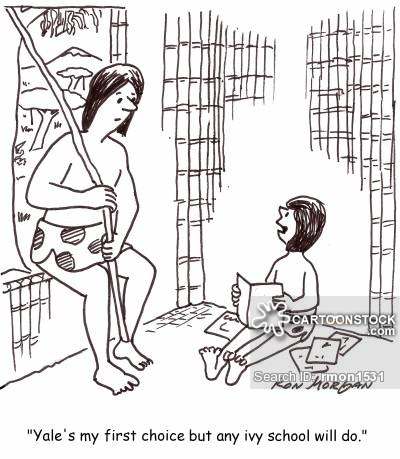 CARTOONSTOCK
.com
Search ID: rmon1531
RON MORGAN
"Yale's my first choice but any ivy school will do."